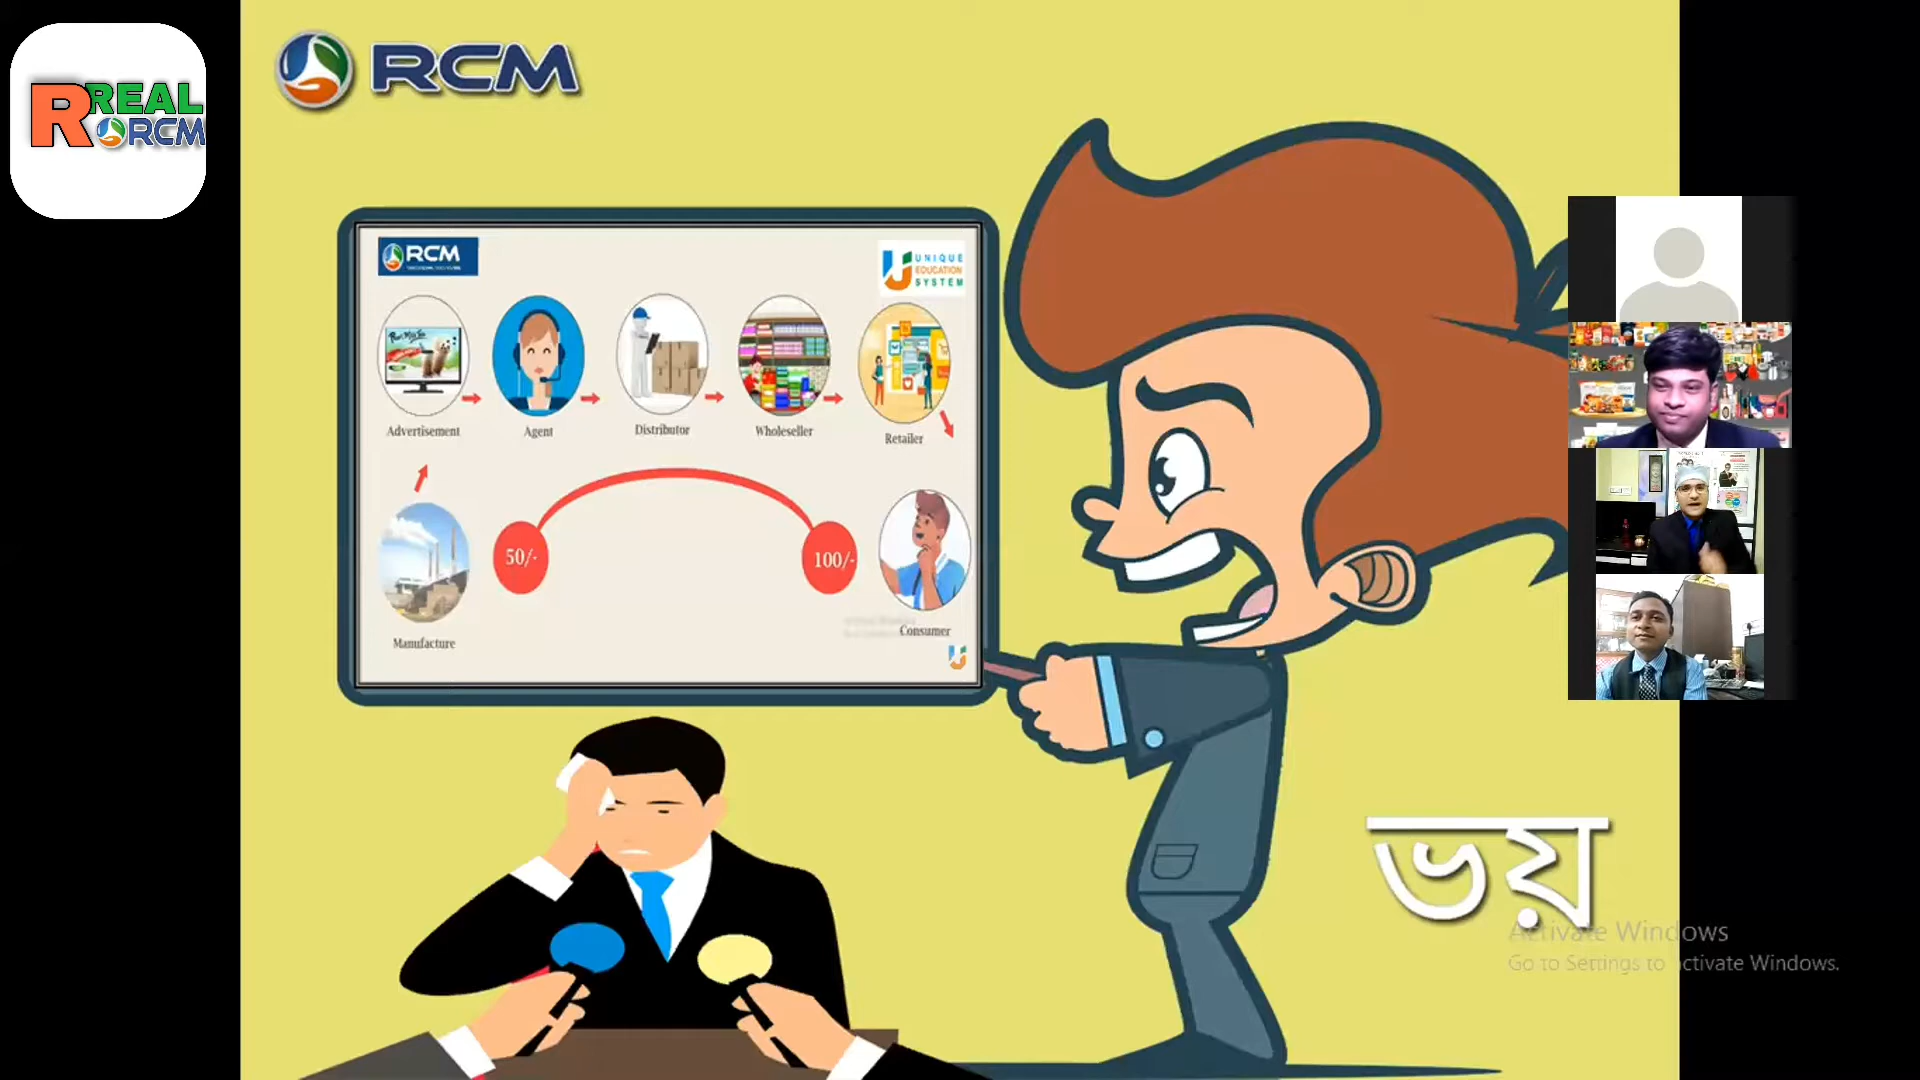 RREAL
RCM
RCM
RCM
UNIQUE
EDUCATION
SYSTEM
Advertisement
Agent
Distributor
Wholeseller
Retailer
50/-
100/-
Manufacture
Consumer
ভয়
Activate Windows
Go to Settings to activate Windows.